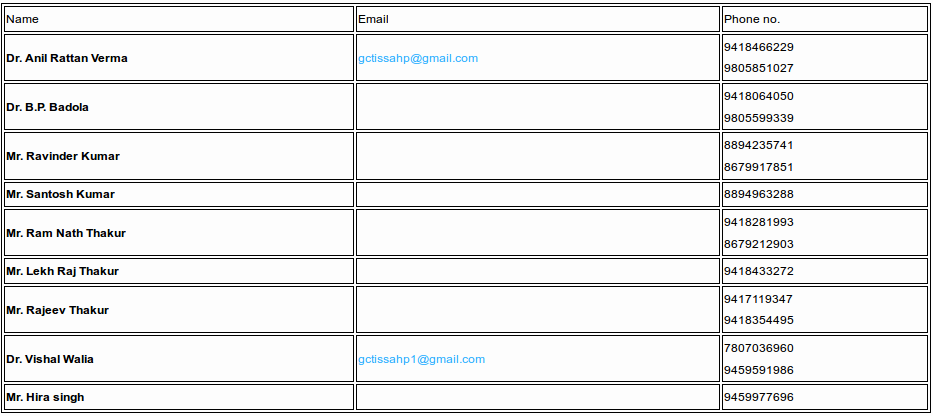 Name Email Phone no.
Dr. Anil Rattan Verma gctissahp@gmail.com 9418466229
9805851027
Dr. B.P. Badola 9418064050
9805599339
Mr. Ravinder Kumar 8894235741
8679917851
Mr. Santosh Kumar 8894963288
Mr. Ram Nath Thakur 9418281993
8679212903
Mr. Lekh Raj Thakur 9418433272
Mr. Rajeev Thakur 9417119347
9418354495
Dr. Vishal Walia gctissahp1@gmail.com 7807036960
9459591986
Mr. Hira singh 9459977696